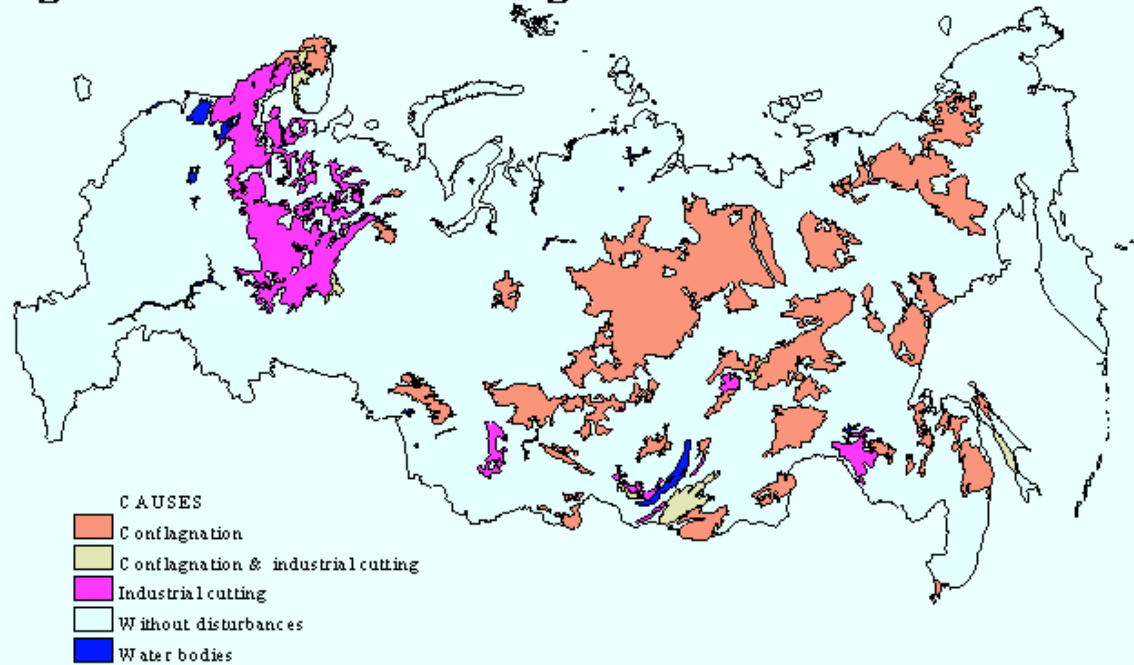 CAUSES
Conflagnation
Conflagnation & industrial cutting
Industrial cutting
Without disturbances
Water bodies